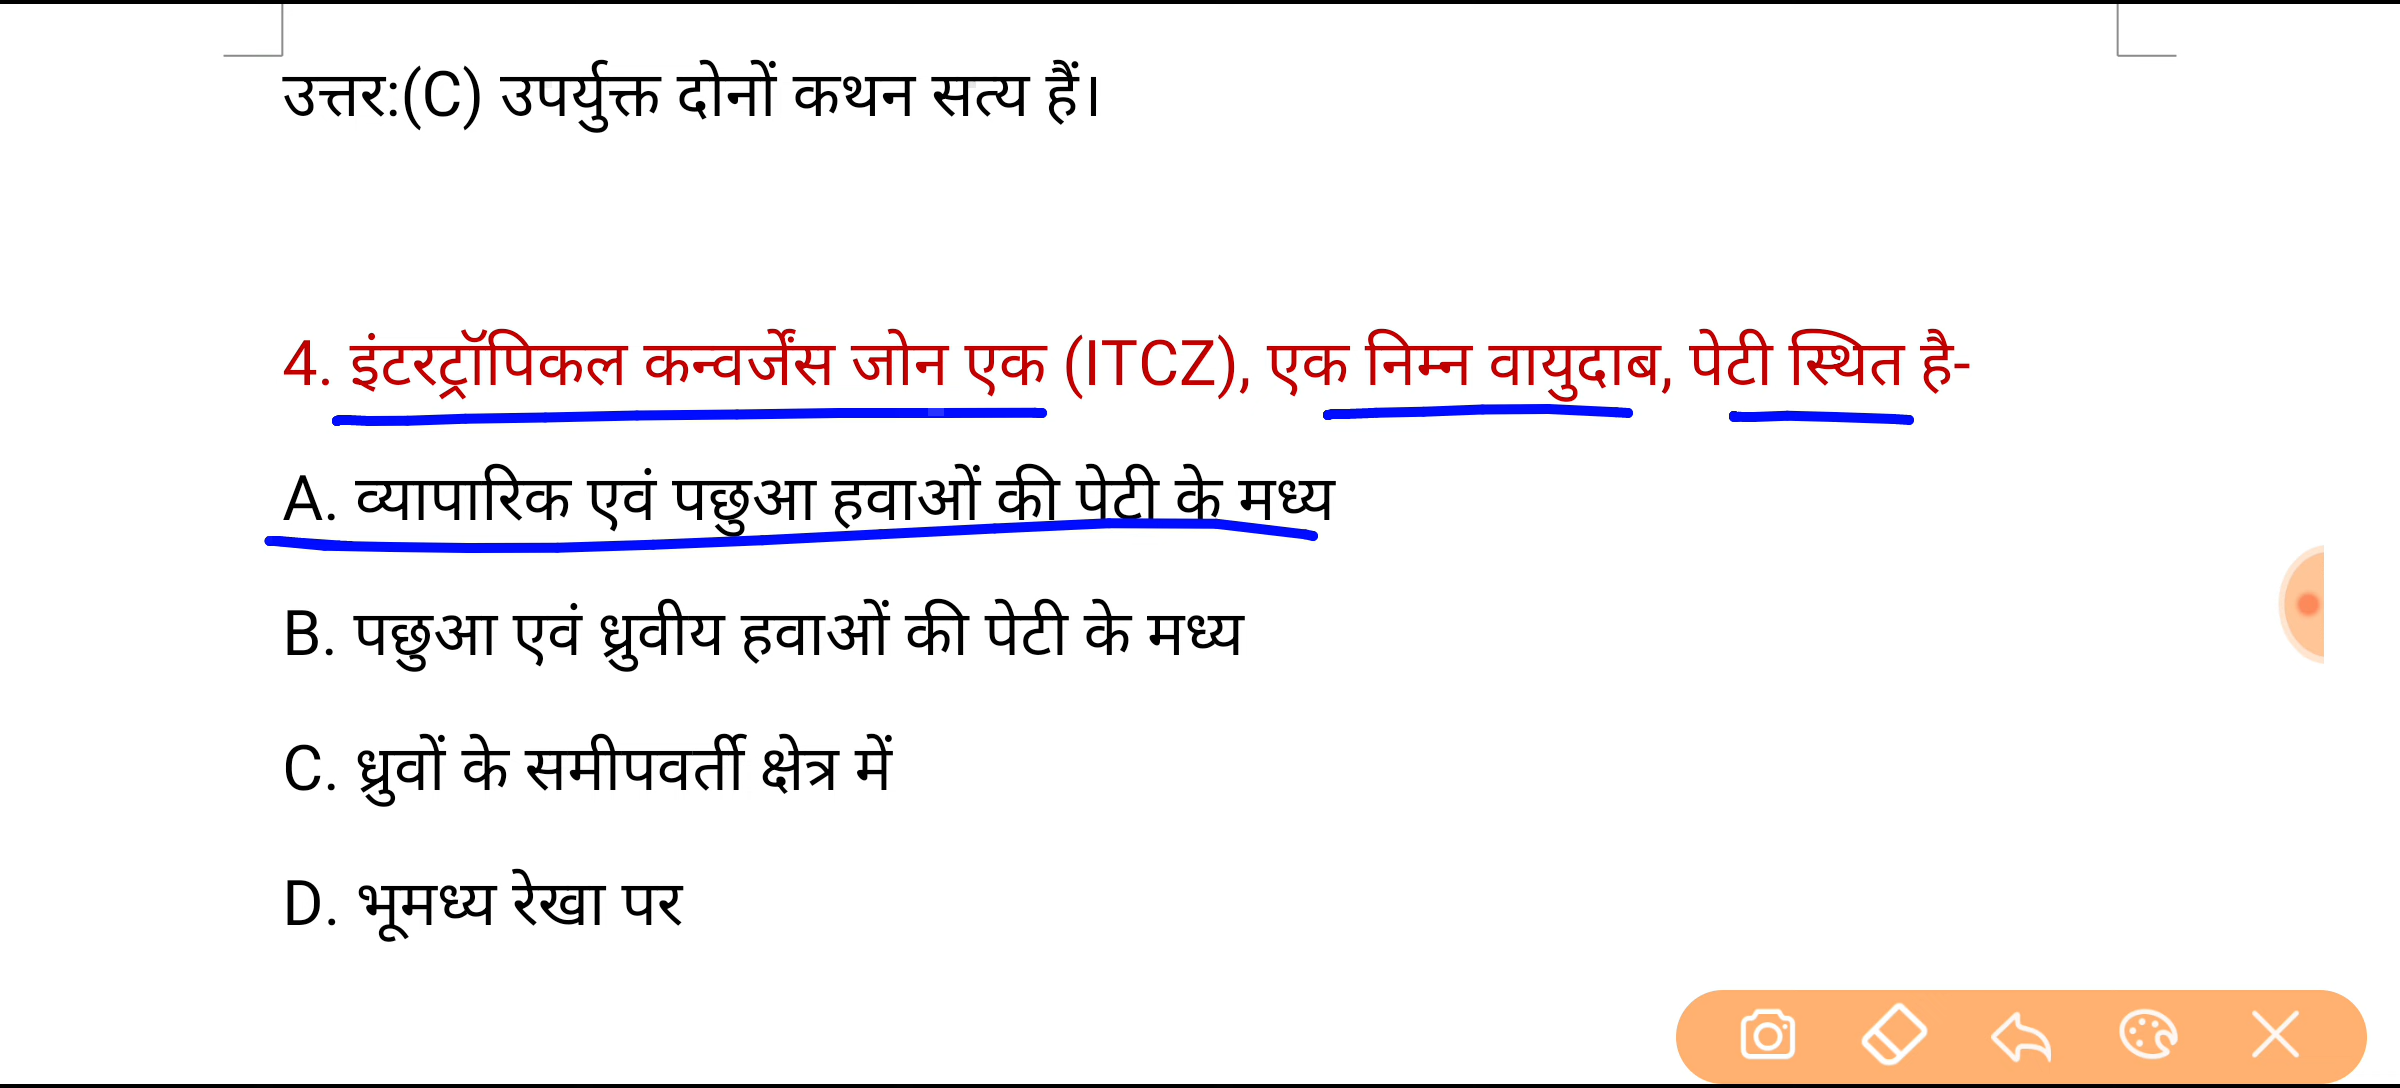 उत्तर:(C) उपर्युक्त दोनों कथन सत्य हैं।
4. इंटरट्रॉपिकल कन्वर्जेंस जोन एक (ITCZ), एक निम्न वायुदाब, पेटी स्थित है-
A. व्यापारिक एवं पछुआ हवाओं की पेटी के मध्य
B. पछुआ एवं ध्रुवीय हवाओं की पेटी के मध्य
C. ध्रुवों के समीपवर्ती क्षेत्र में
D. भूमध्य रेखा पर